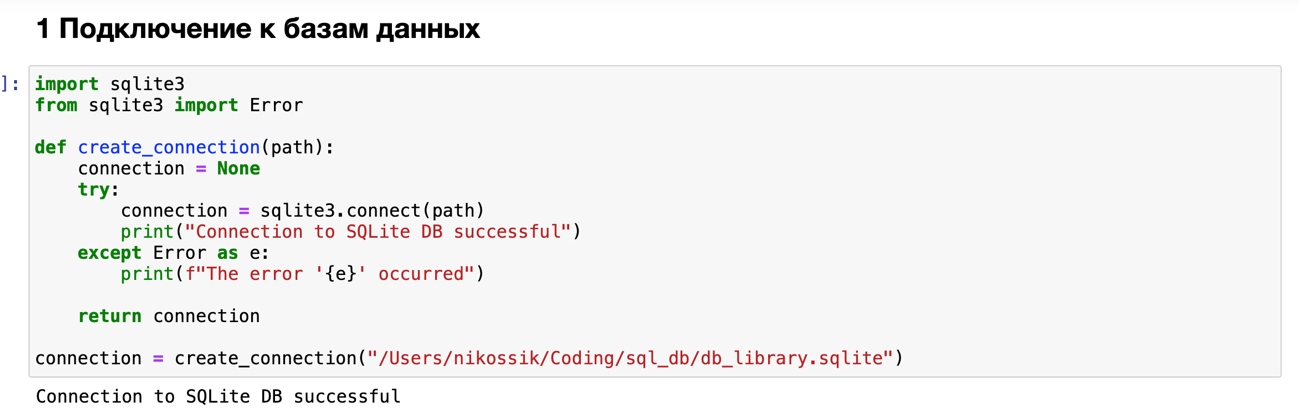 1 Подключение к базам данных
]: import sqlite3
from sqlite3 import Error
def create_connection(path):
    connection = None
    try:
        connection = sqlite3.connect(path)
        print("Connection to SQLite DB successful")
    except Error as e:
        print(f"The error '{e}' occurred")
    return connection
connection = create_connection("/Users/nikossik/Coding/sql_db/db_library.sqlite")
Connection to SQLite DB successful